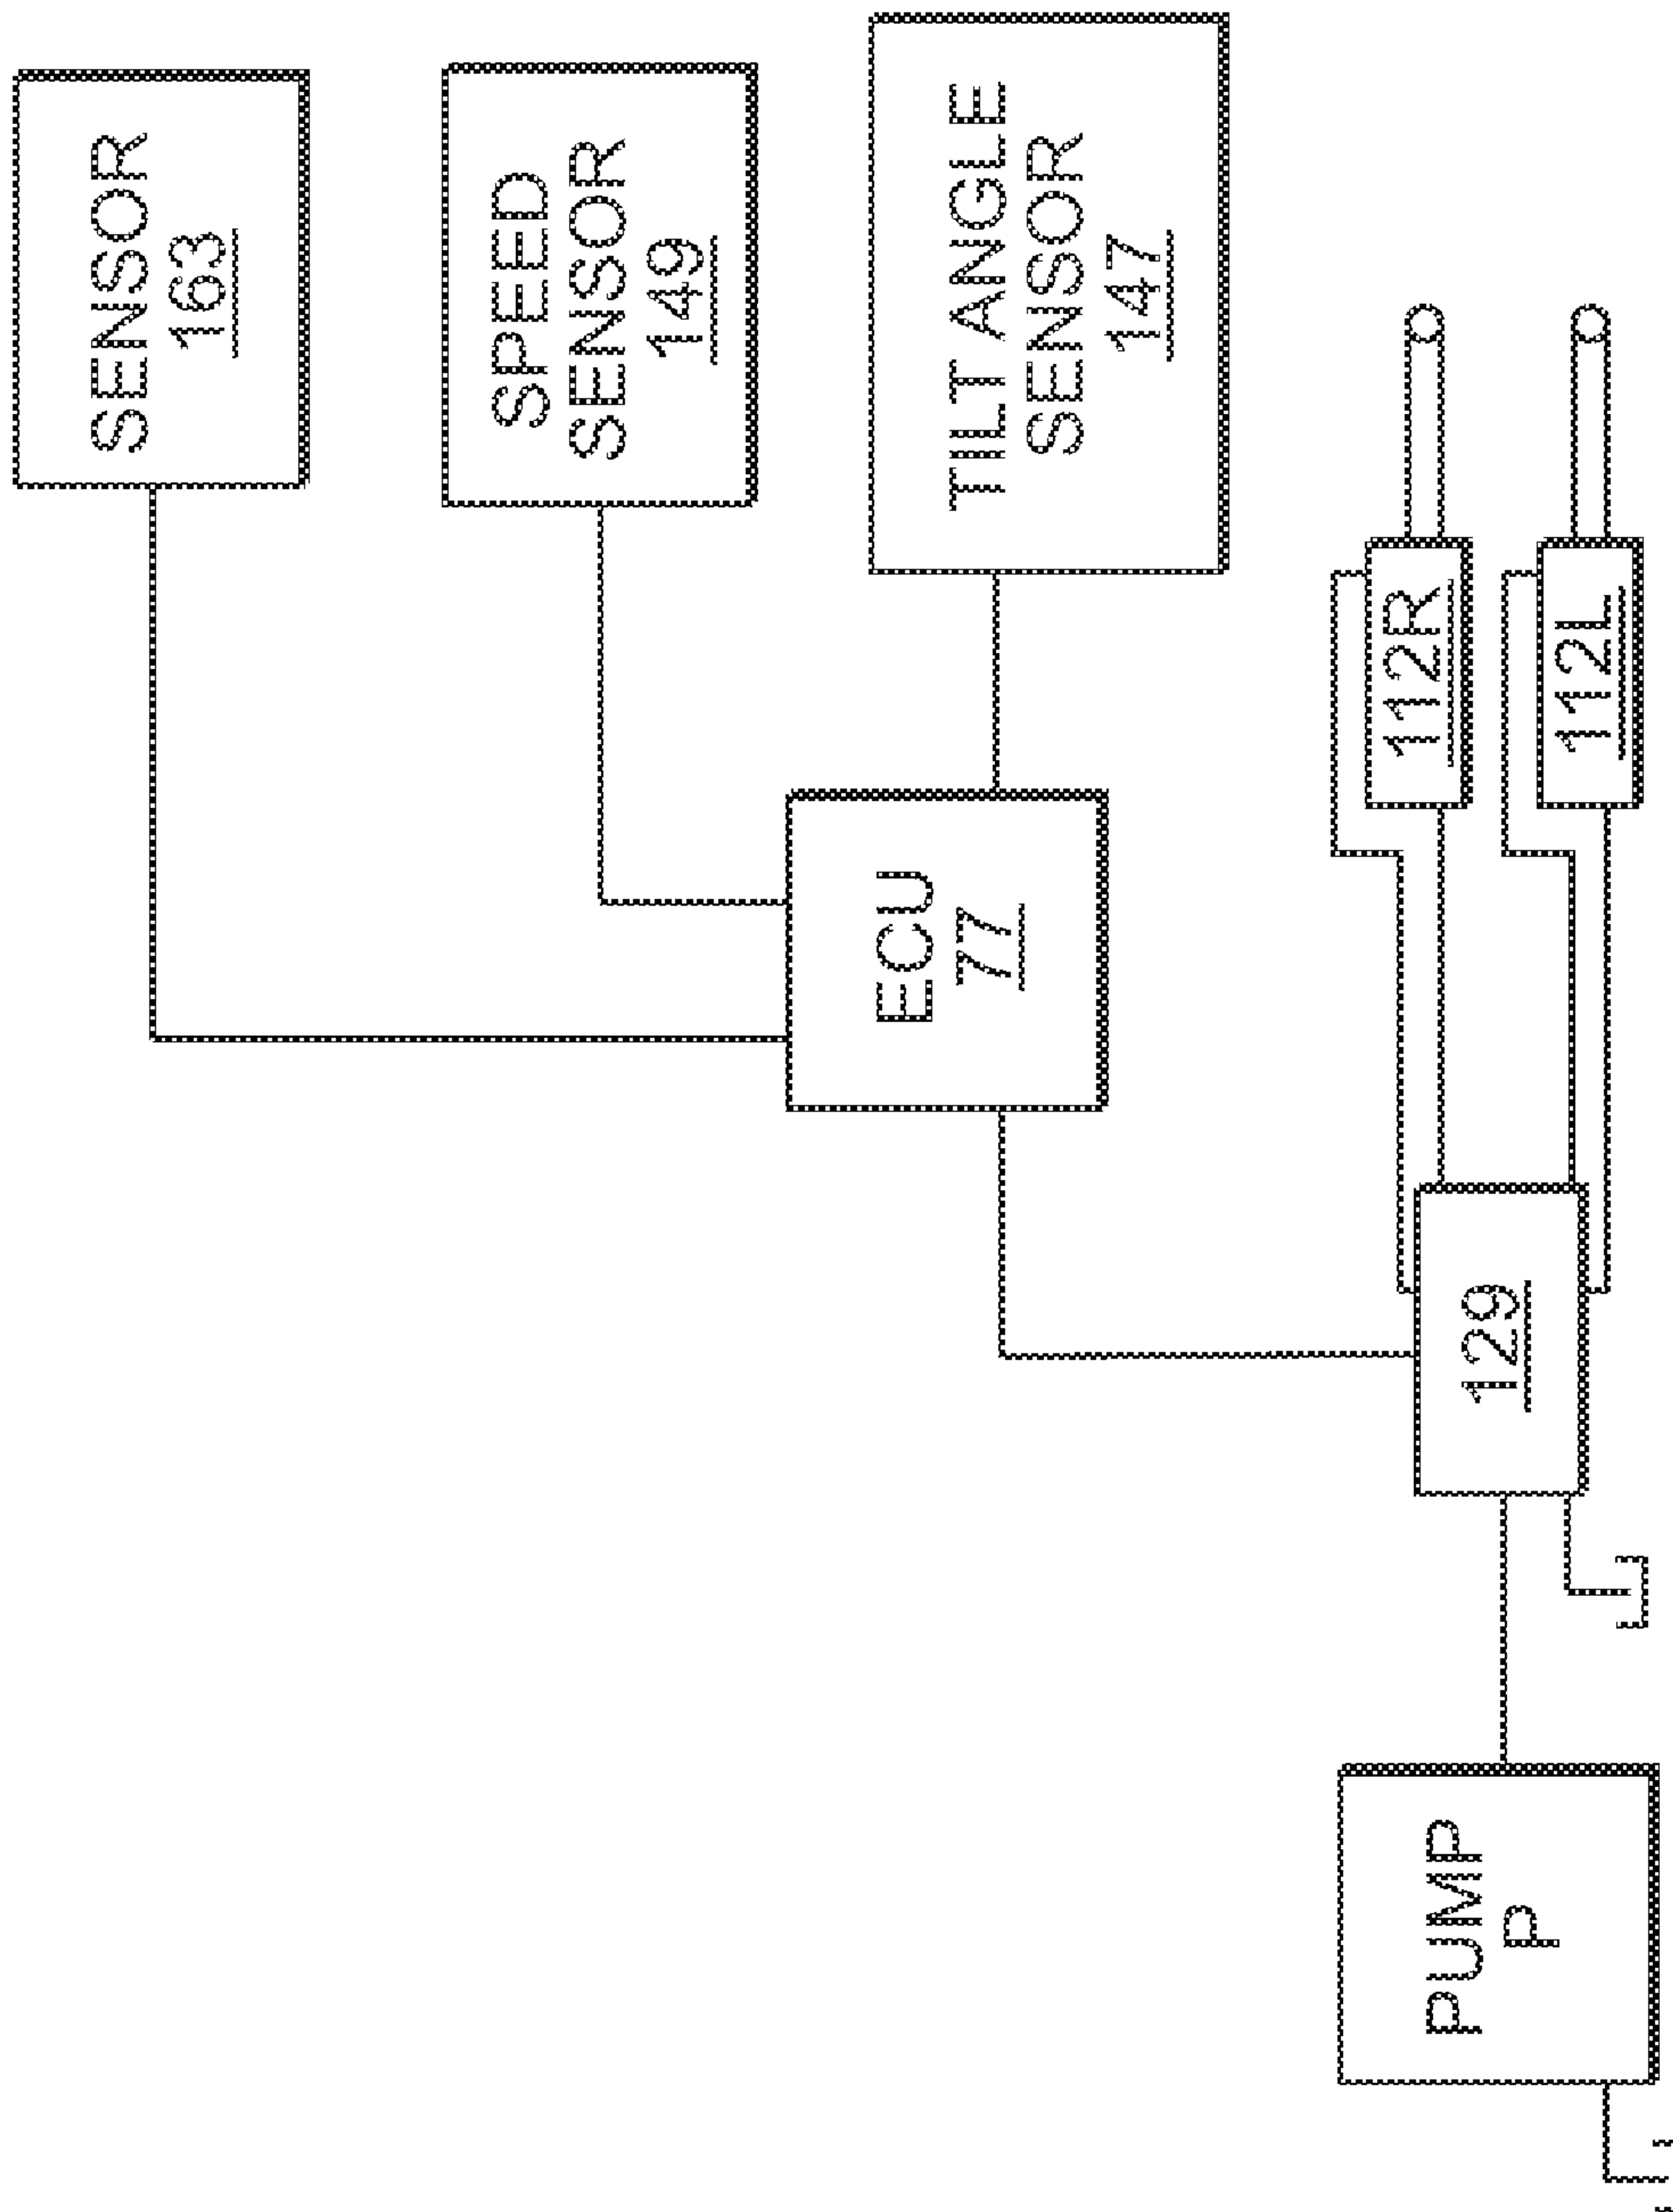 SENSOR
163
SPEED
SENSOR
149
TILT ANGLE
SENSOR
147
ECU
77
112R
112L
129
PUMP
P